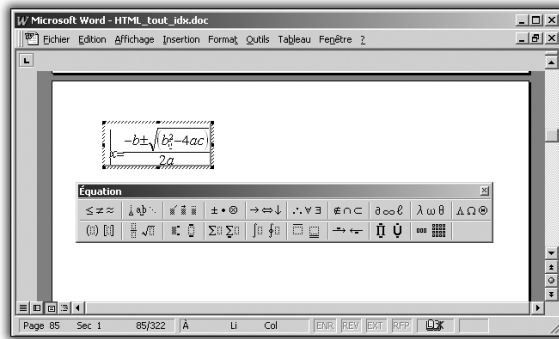 Microsoft Word - HTML_tout_idx.doc
Fichier Edition Affichage Insertion Format Outils Tableau Fenêtre ?
L
x= −b±√(b²−4ac)
2a
Équation
≤ ≠ ≈ ⊥ ab ± • ⊗ → ⇔ ↓ ∴ ∀ ∃ ∉ ∩ ⊂ ∂ ∞ ℓ λ ω θ Λ Ω ⊛
Page 85 Sec 1 85/322 À Li Col ENR REV EXT RFP